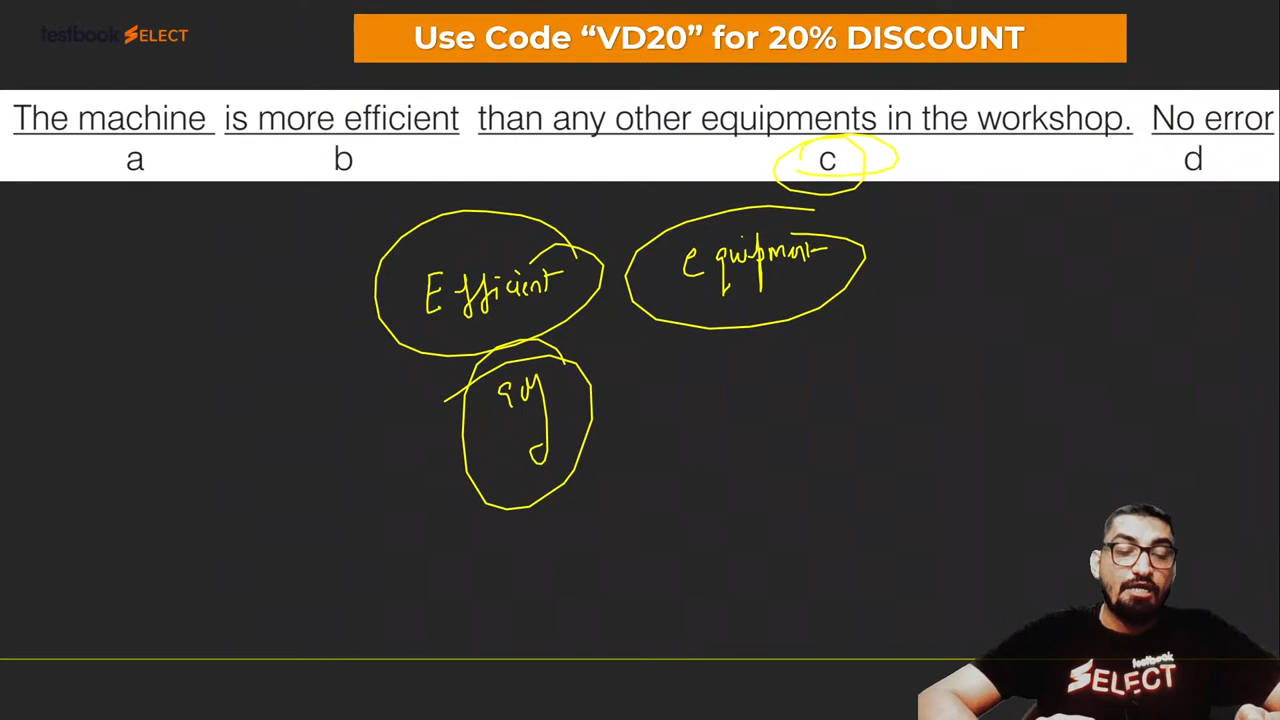 testbook SELECT
Use Code “VD20” for 20% DISCOUNT
The machine is more efficient than any other equipments in the workshop. No error
a b c d
Efficient equipment
testbook
SELECT